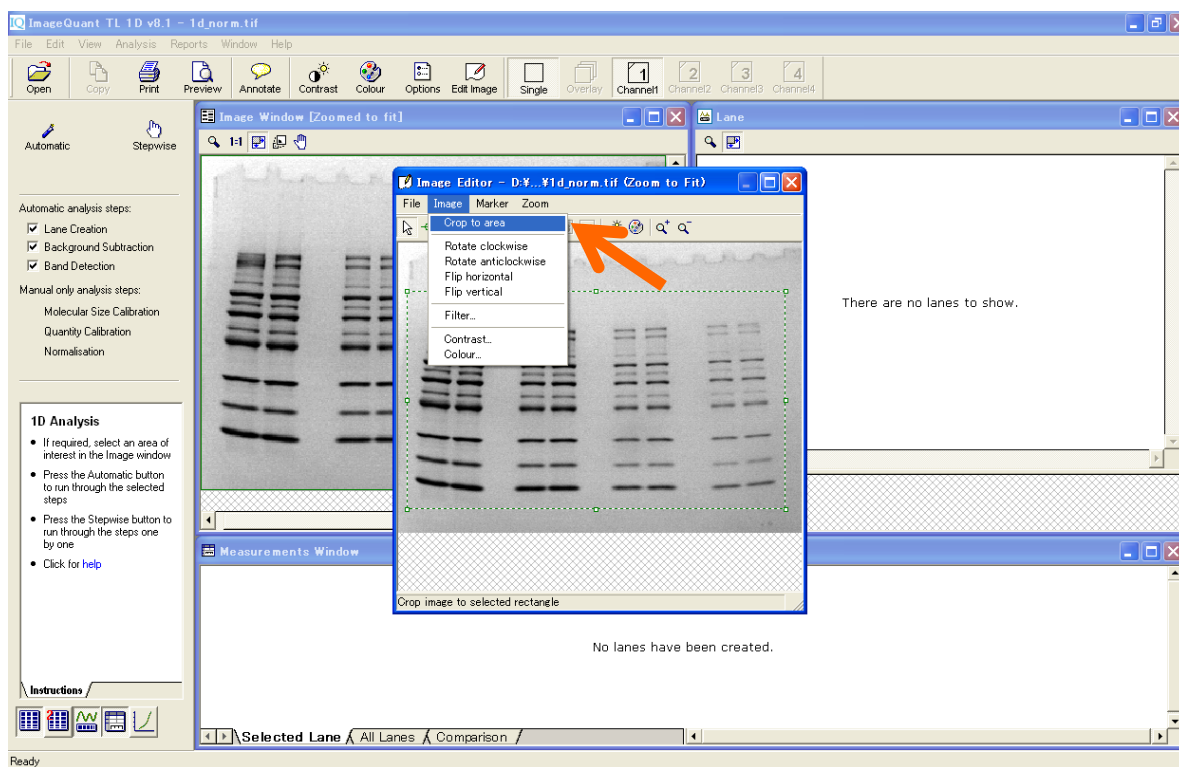 ImageQuant TL 1D v8.1 - 1d_norm.tif
File Edit View Analysis Reports Window Help
Open Copy Print Preview Annotate Contrast Colour Options Edit Image Single Overlay Channel1 Channel2 Channel3 Channel4
1 2 3 4
Automatic Stepwise
Automatic analysis steps:
Lane Creation
Background Subtraction
Band Detection
Manual only analysis steps:
Molecular Size Calibration
Quantity Calibration
Normalisation
1D Analysis
• If required, select an area of
interest in the Image window
• Press the Automatic button
to run through the selected
steps
• Press the Stepwise button to
run through the steps one
by one
• Click for help
Instructions
Image Window [Zoomed to fit]
1:1
Image Editor - D:¥...¥1d_norm.tif (Zoom to Fit)
File Image Marker Zoom
Crop to area
Rotate clockwise
Rotate anticlockwise
Flip horizontal
Flip vertical
Filter...
Contrast...
Colour...
Crop image to selected rectangle
Lane
There are no lanes to show.
Measurements Window
No lanes have been created.
Selected Lane All Lanes Comparison
Ready